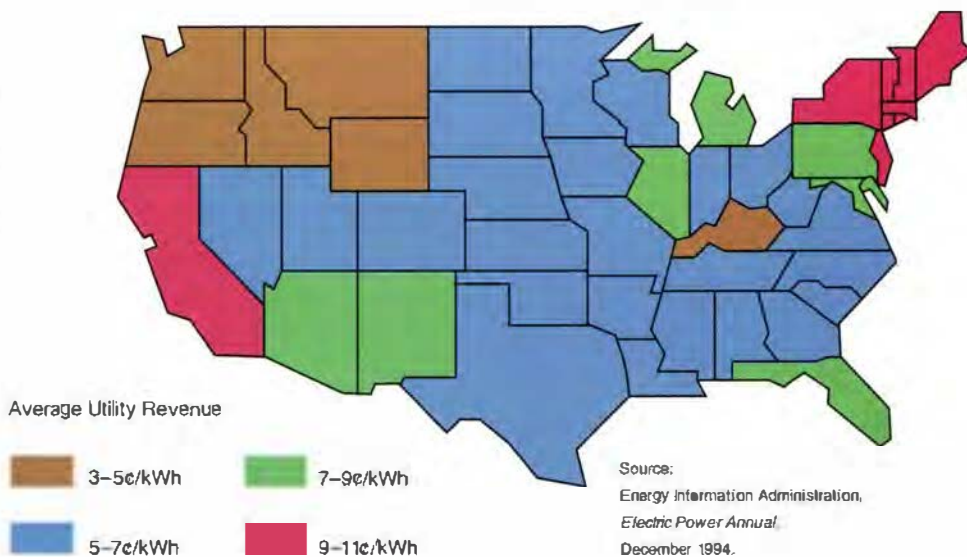 Average Utility Revenue
3–5¢/kWh
7–9¢/kWh
5–7¢/kWh
9–11¢/kWh
Source:
Energy Information Administration,
Electric Power Annual,
December 1994.